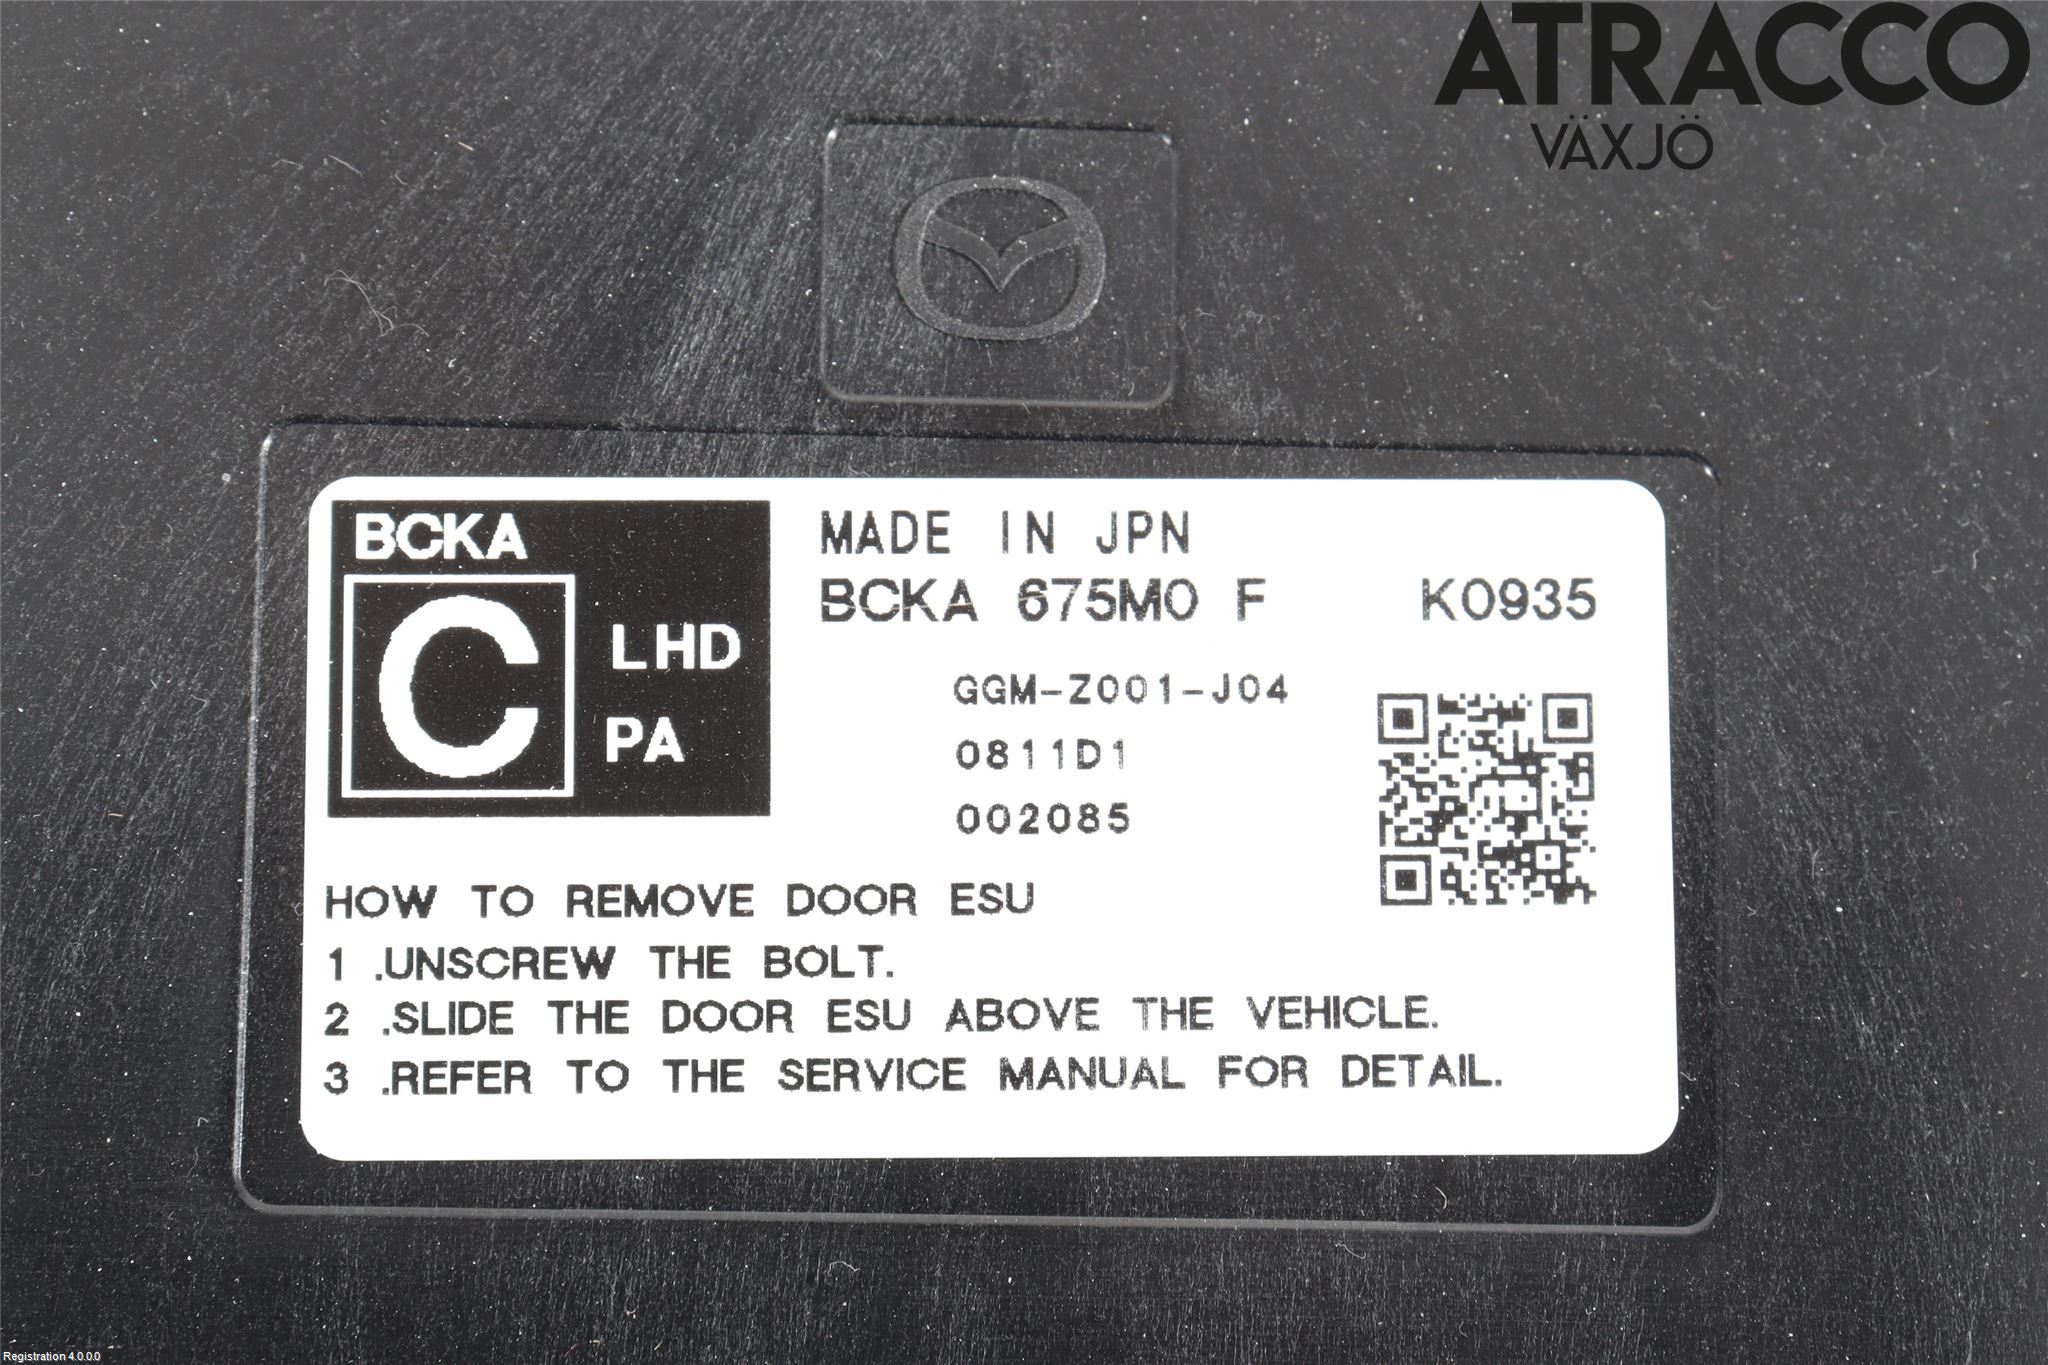 ATRACCO
VÄXJÖ
BCKA
C
LHD
PA
MADE IN JPN
BCKA 675M0 F K0935
GGM-Z001-J04
0811D1
002085
HOW TO REMOVE DOOR ESU
1 .UNSCREW THE BOLT.
2 .SLIDE THE DOOR ESU ABOVE THE VEHICLE.
3 .REFER TO THE SERVICE MANUAL FOR DETAIL.
Registration 4.0.0.0